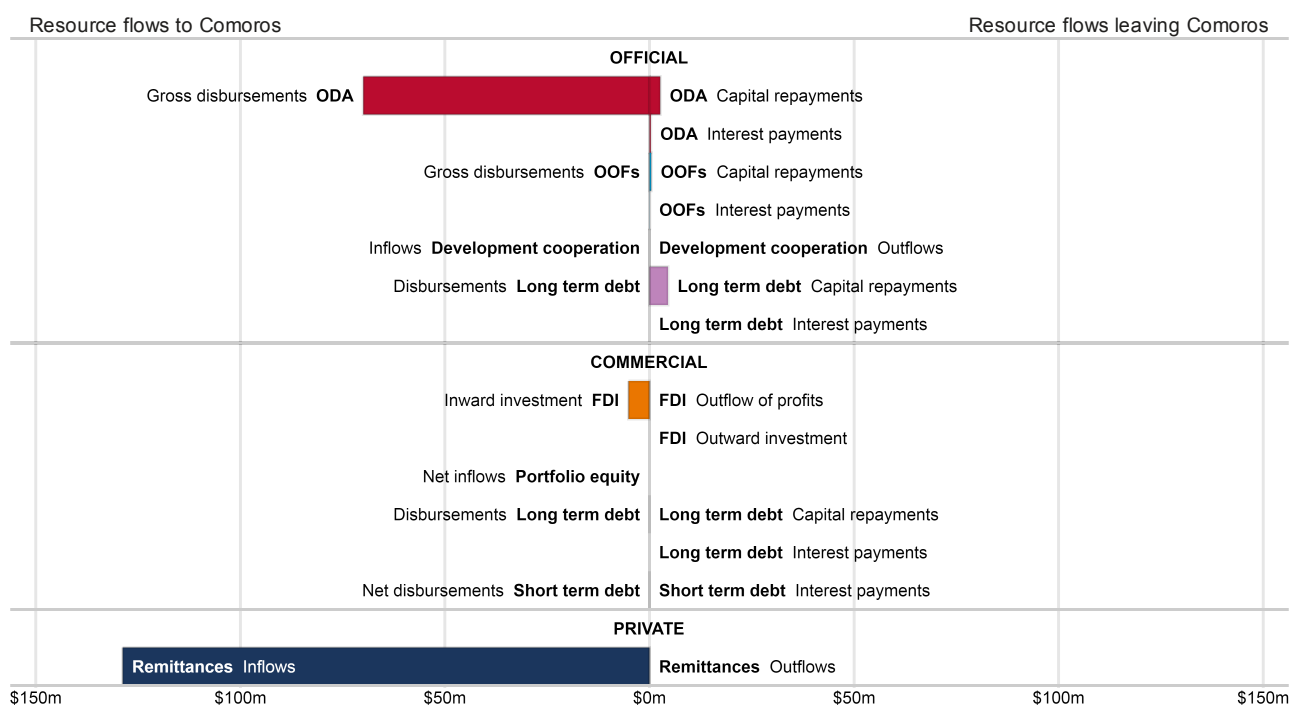 Resource flows to Comoros Resource flows leaving Comoros
OFFICIAL
Gross disbursements ODA ODA Capital repayments
ODA Interest payments
Gross disbursements OOFs OOFs Capital repayments
OOFs Interest payments
Inflows Development cooperation Development cooperation Outflows
Disbursements Long term debt Long term debt Capital repayments
Long term debt Interest payments
COMMERCIAL
Inward investment FDI FDI Outflow of profits
FDI Outward investment
Net inflows Portfolio equity
Disbursements Long term debt Long term debt Capital repayments
Long term debt Interest payments
Net disbursements Short term debt Short term debt Interest payments
PRIVATE
Remittances Inflows Remittances Outflows
$150m $100m $50m $0m $50m $100m $150m